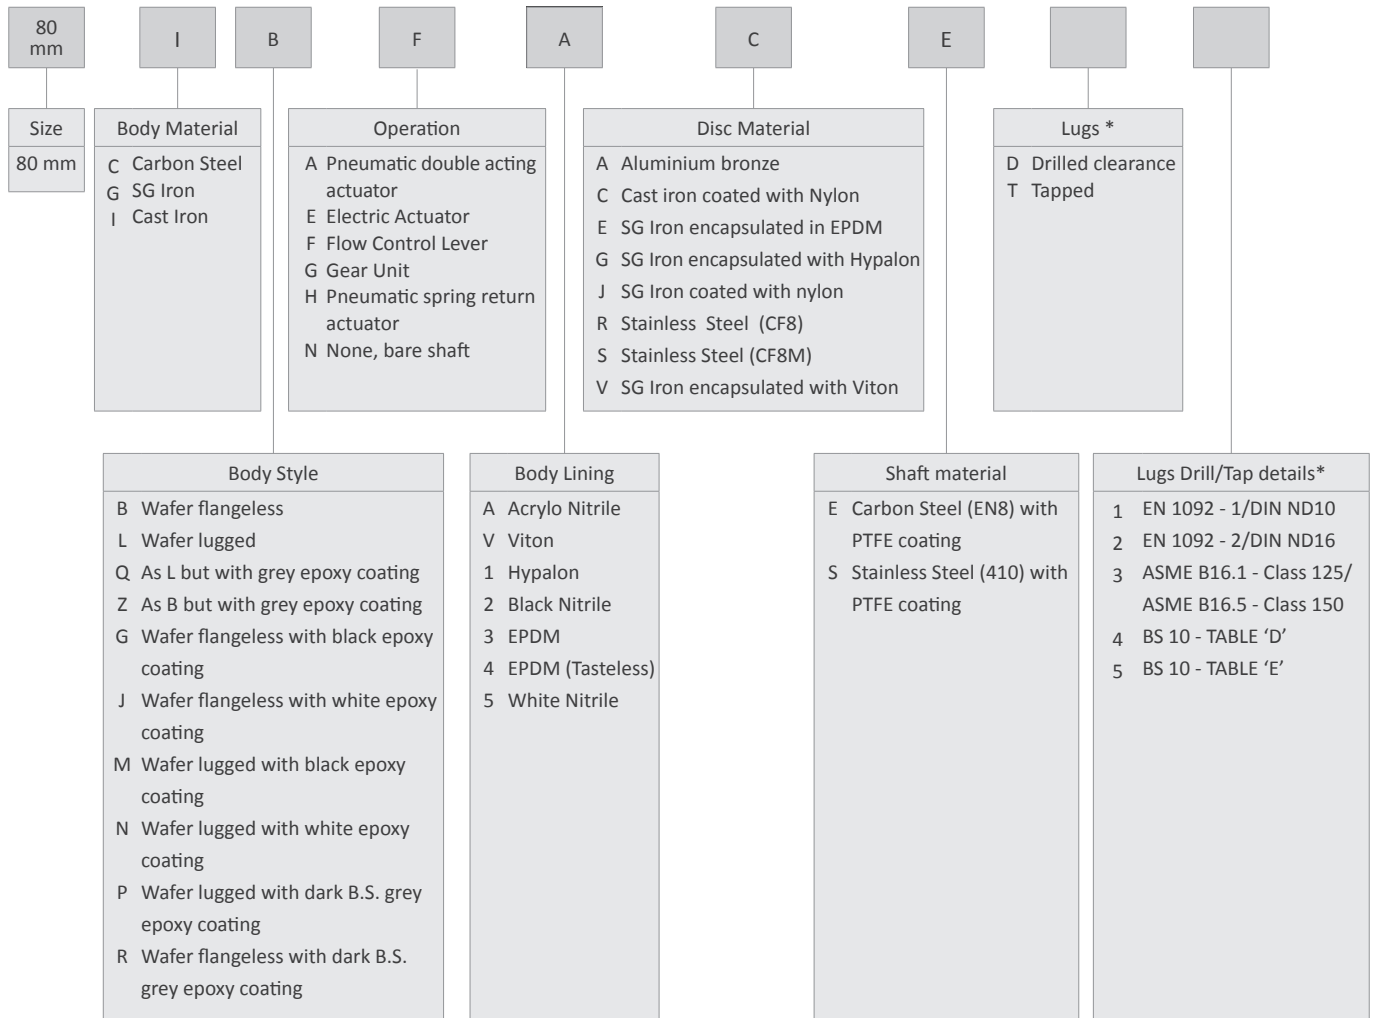 80
mm
I
B
F
A
C
E
Size
80 mm
Body Material
C Carbon Steel
G SG Iron
I Cast Iron
Operation
A Pneumatic double acting
actuator
E Electric Actuator
F Flow Control Lever
G Gear Unit
H Pneumatic spring return
actuator
N None, bare shaft
Disc Material
A Aluminium bronze
C Cast iron coated with Nylon
E SG Iron encapsulated in EPDM
G SG Iron encapsulated with Hypalon
J SG Iron coated with nylon
R Stainless Steel (CF8)
S Stainless Steel (CF8M)
V SG Iron encapsulated with Viton
Lugs *
D Drilled clearance
T Tapped
Body Style
B Wafer flangeless
L Wafer lugged
Q As L but with grey epoxy coating
Z As B but with grey epoxy coating
G Wafer flangeless with black epoxy
coating
J Wafer flangeless with white epoxy
coating
M Wafer lugged with black epoxy
coating
N Wafer lugged with white epoxy
coating
P Wafer lugged with dark B.S. grey
epoxy coating
R Wafer flangeless with dark B.S.
grey epoxy coating
Body Lining
A Acrylo Nitrile
V Viton
1 Hypalon
2 Black Nitrile
3 EPDM
4 EPDM (Tasteless)
5 White Nitrile
Shaft material
E Carbon Steel (EN8) with
PTFE coating
S Stainless Steel (410) with
PTFE coating
Lugs Drill/Tap details*
1 EN 1092 - 1/DIN ND10
2 EN 1092 - 2/DIN ND16
3 ASME B16.1 - Class 125/
ASME B16.5 - Class 150
4 BS 10 - TABLE ‘D’
5 BS 10 - TABLE ‘E’